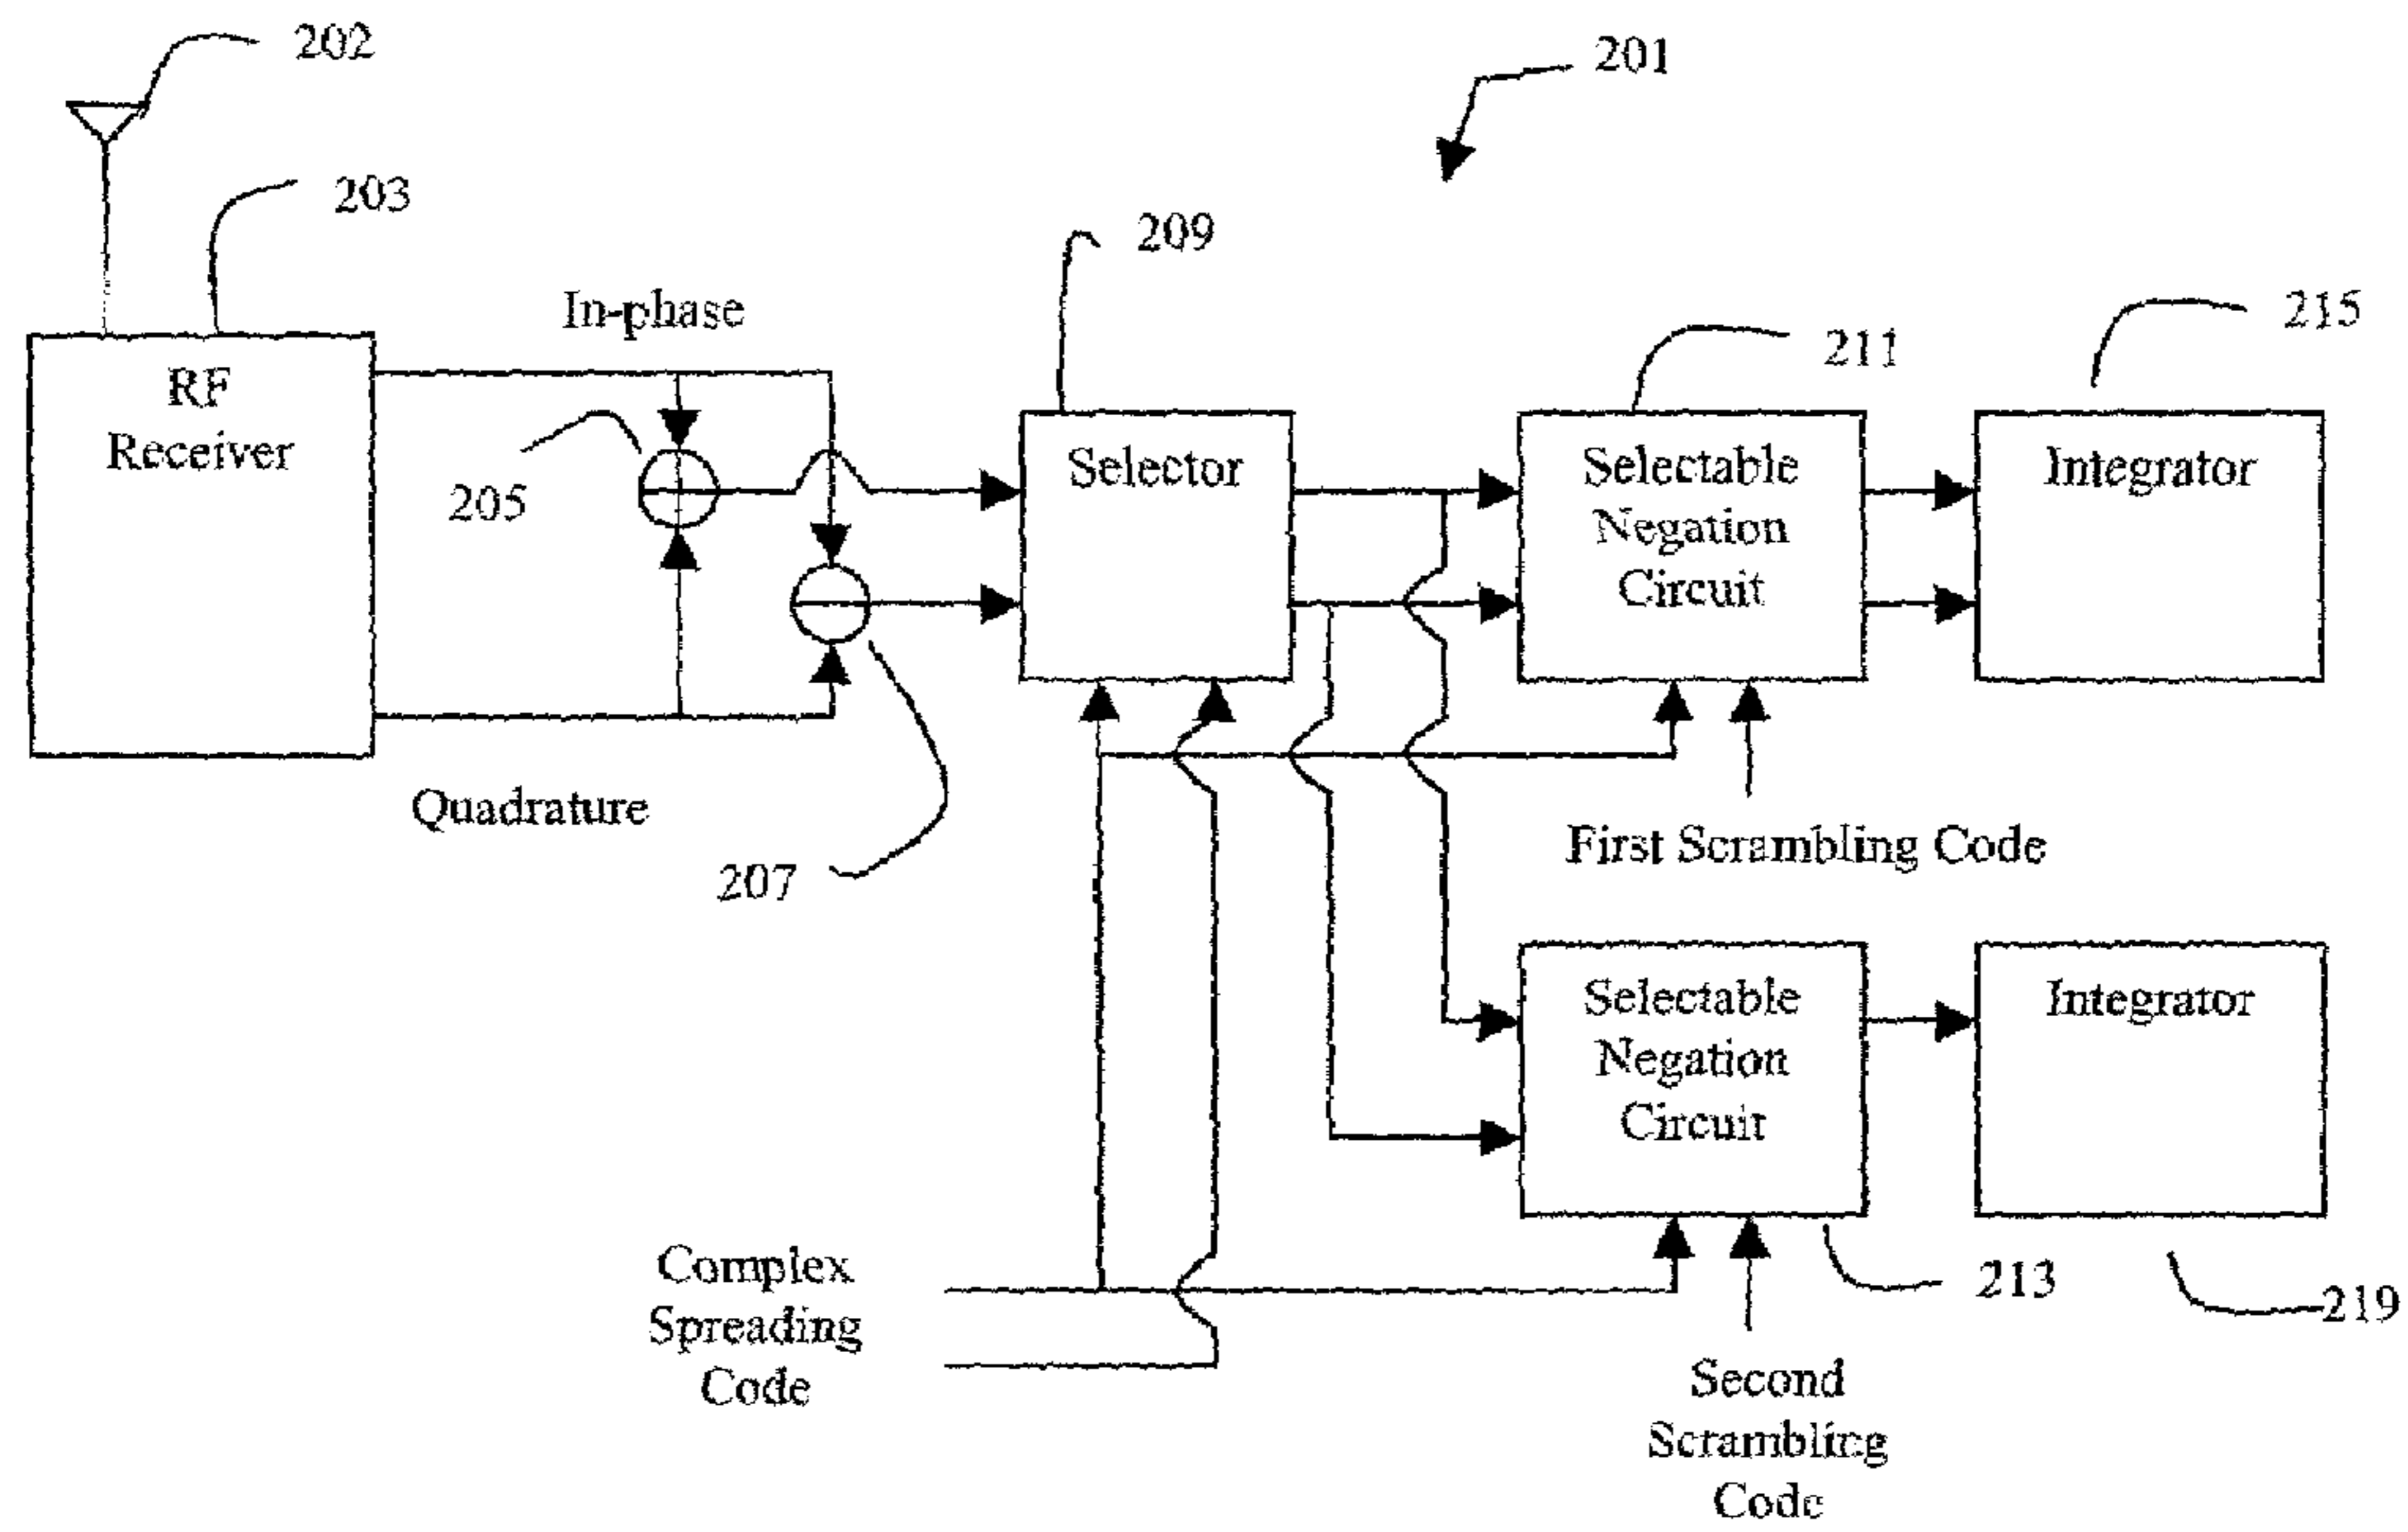 202
201
203
209
In-phase
215
211
RF
Receiver
205
Selector
Selectable
Negation
Circuit
Integrator
Quadrature
207
First Scrambling Code
Selectable
Negation
Circuit
Integrator
Complex
Spreading
Code
213
219
Second
Scrambling
Code